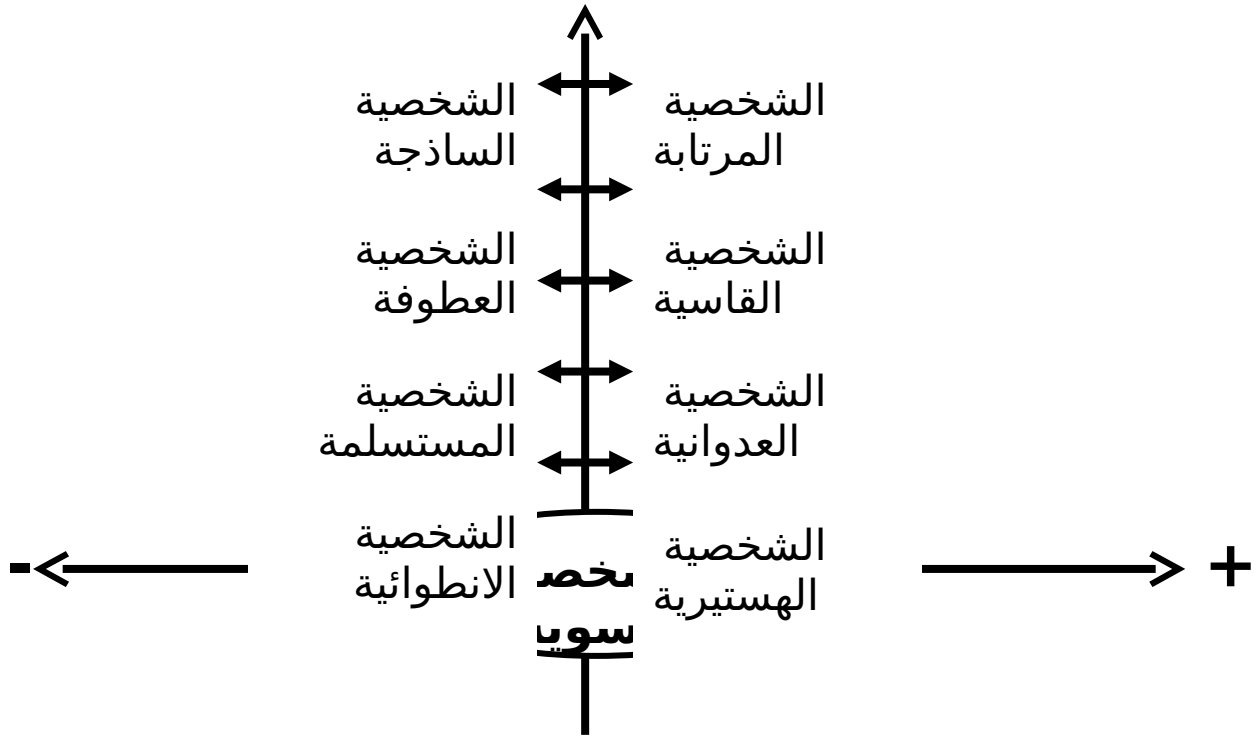 الشخصية
المرتابة
الشخصية
الساذجة
الشخصية
القاسية
الشخصية
العطوفة
الشخصية
العدوانية
الشخصية
المستسلمة
الشخصية
الهستيرية
الشخصية
الانطوائية
+
-